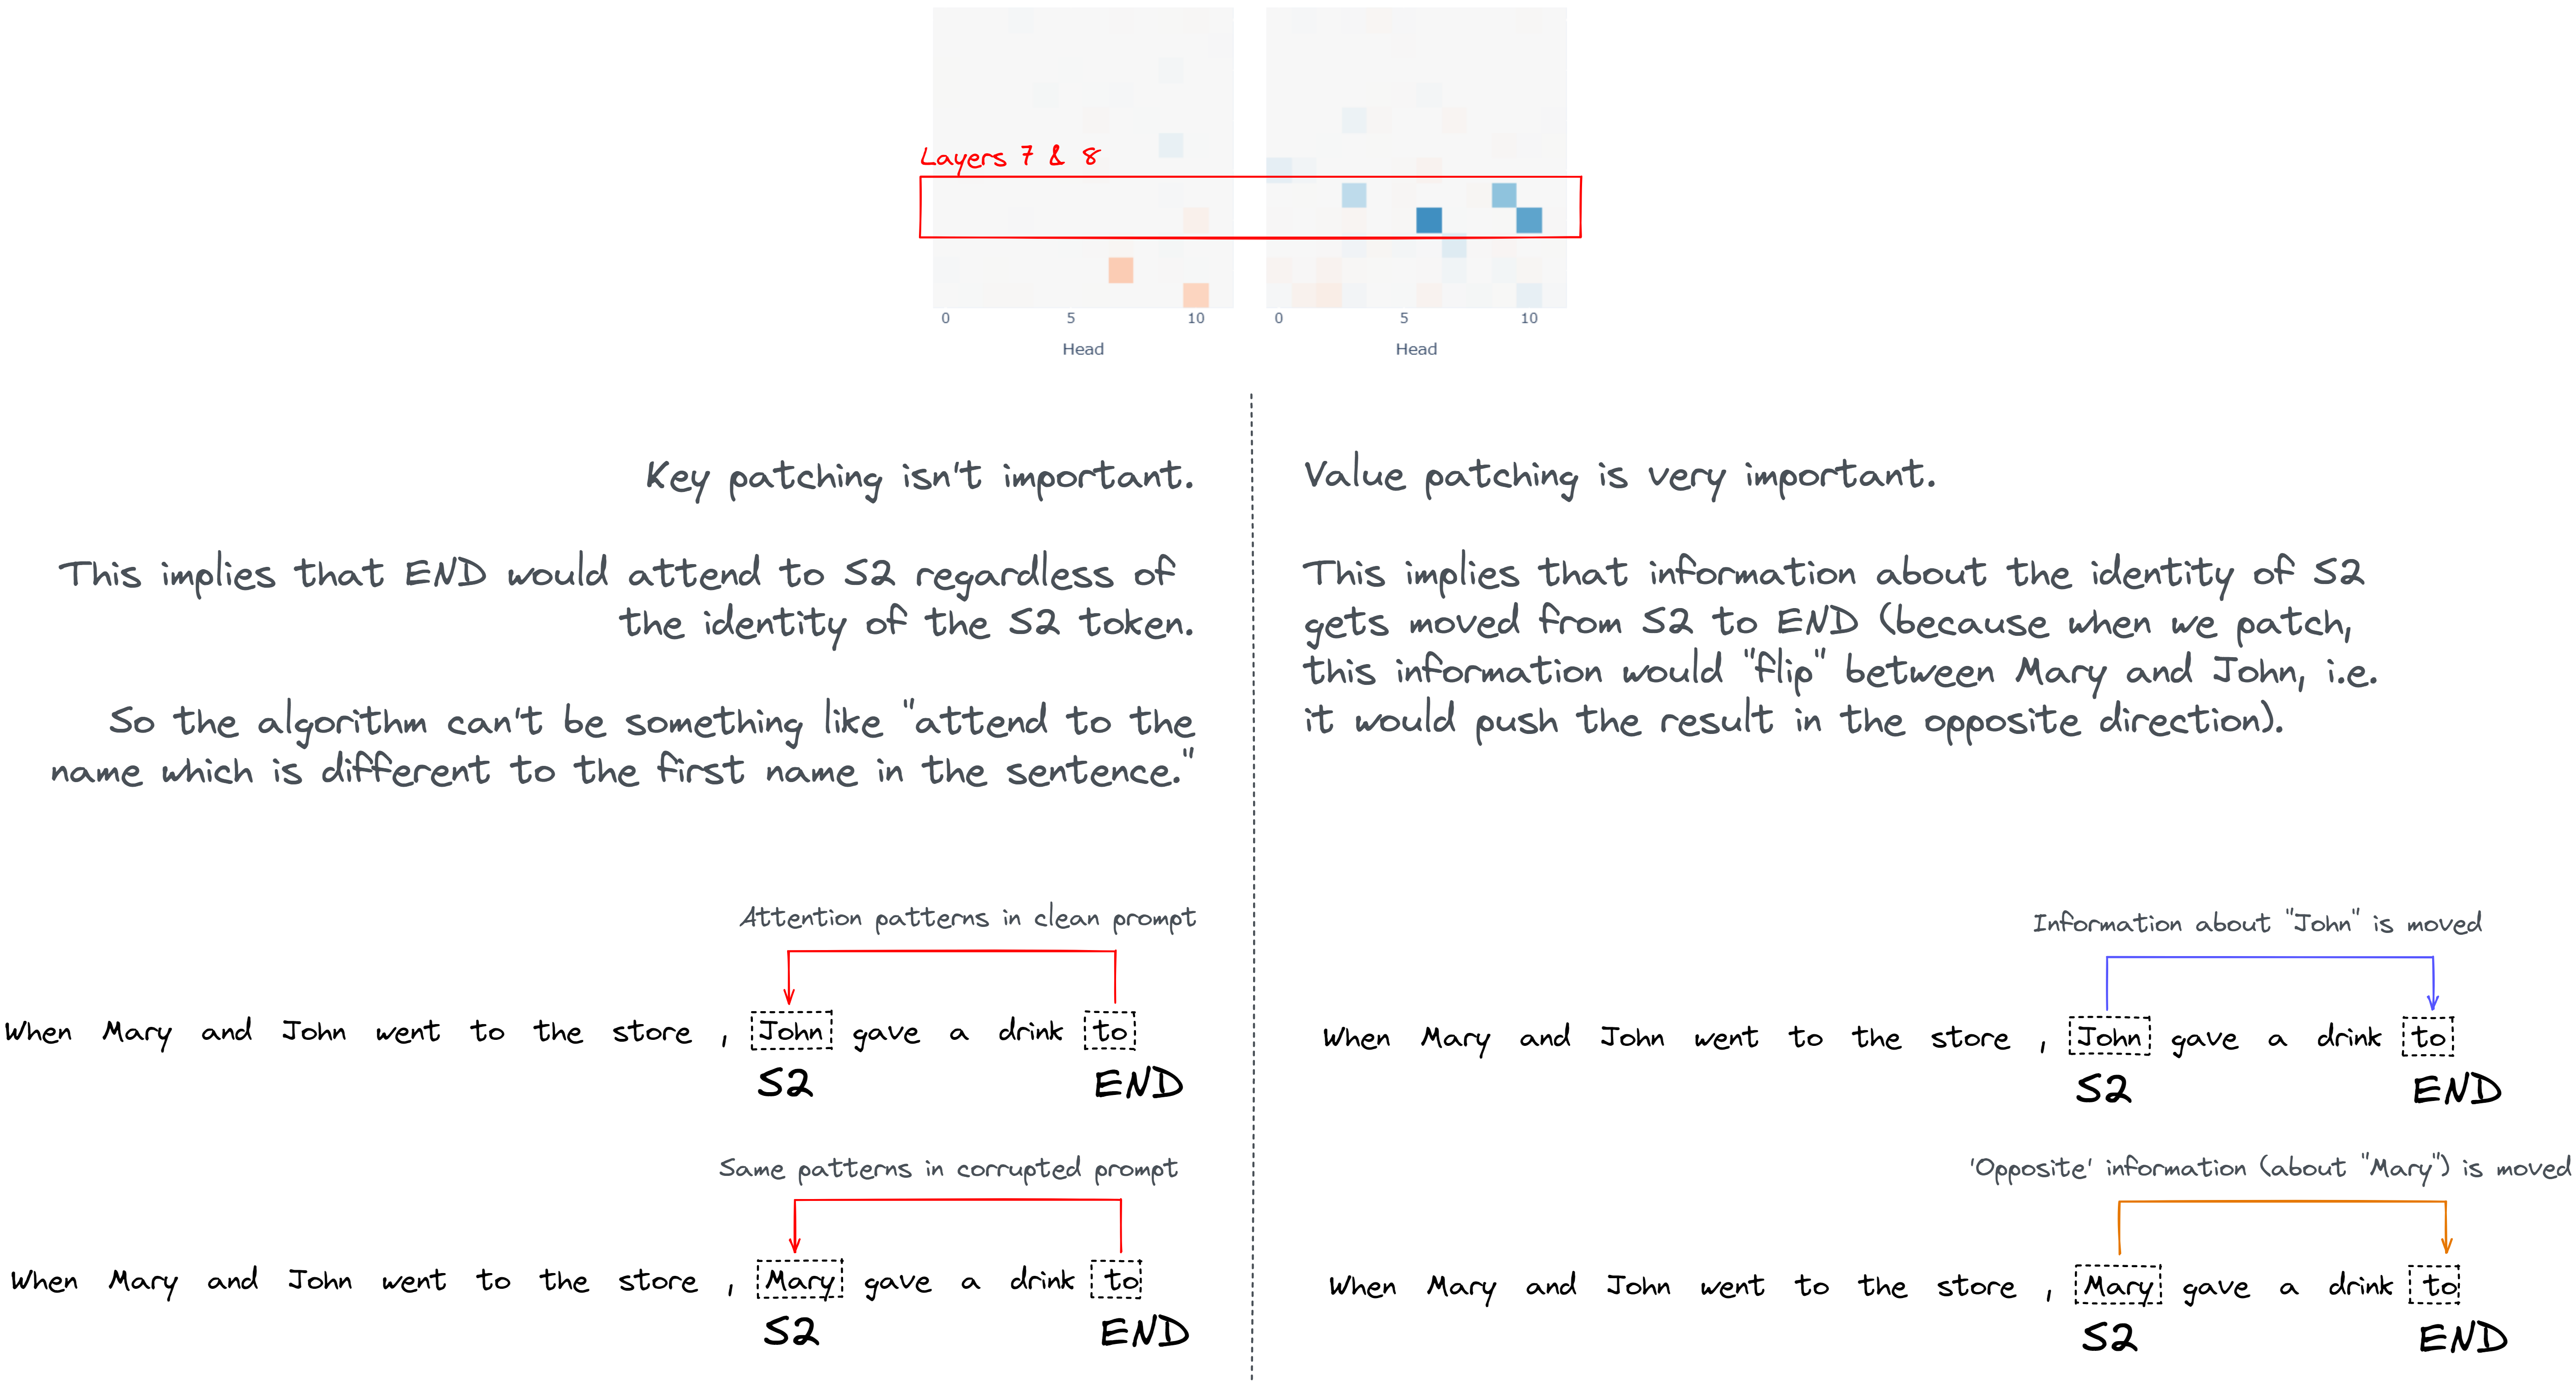 Layers 7 & 8
0 5 10
Head
0 5 10
Head
Key patching isn't important.
This implies that END would attend to S2 regardless of
the identity of the S2 token.
So the algorithm can't be something like "attend to the
name which is different to the first name in the sentence."
Attention patterns in clean prompt
When Mary and John went to the store , John gave a drink to
S2 END
Same patterns in corrupted prompt
When Mary and John went to the store , Mary gave a drink to
S2 END
Value patching is very important.
This implies that information about the identity of S2
gets moved from S2 to END (because when we patch,
this information would "flip" between Mary and John, i.e.
it would push the result in the opposite direction).
Information about "John" is moved
When Mary and John went to the store , John gave a drink to
S2 END
'Opposite' information (about "Mary") is moved
When Mary and John went to the store , Mary gave a drink to
S2 END